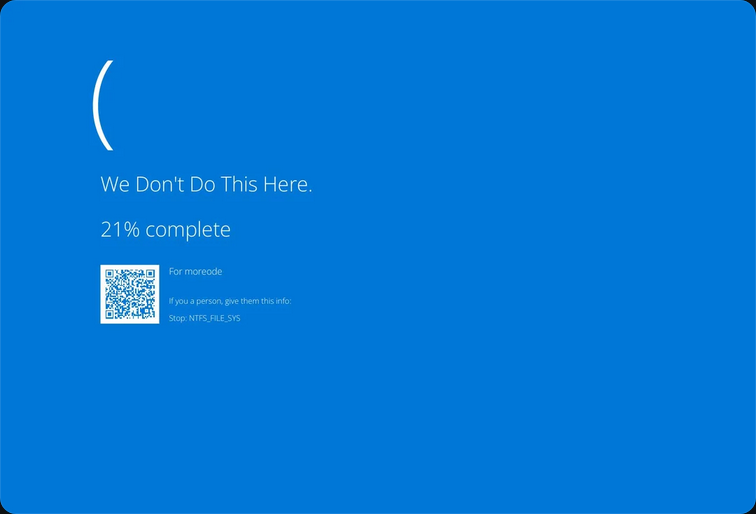 (
We Don't Do This Here.
21% complete
For moreode
If you a person, give them this info:
Stop: NTFS_FILE_SYS